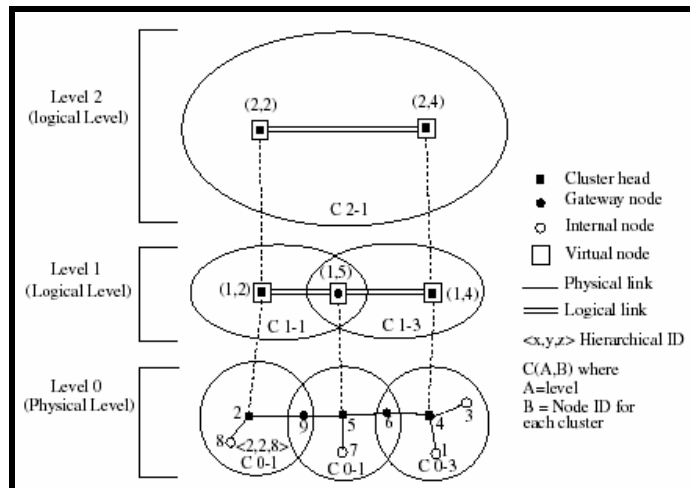 Level 2
(logical Level)
(2,2)
(2,4)
C 2-1
Level 1
(Logical Level)
(1,2)
(1,5)
(1,4)
C 1-1
C 1-3
Level 0
(Physical Level)
2
9
5
6
4
3
8
<2,2,8>
7
1
C 0-1
C 0-1
C 0-3
Cluster head
Gateway node
Internal node
Virtual node
Physical link
Logical link
<x,y,z> Hierarchical ID
C(A,B) where
A=level
B = Node ID for
each cluster